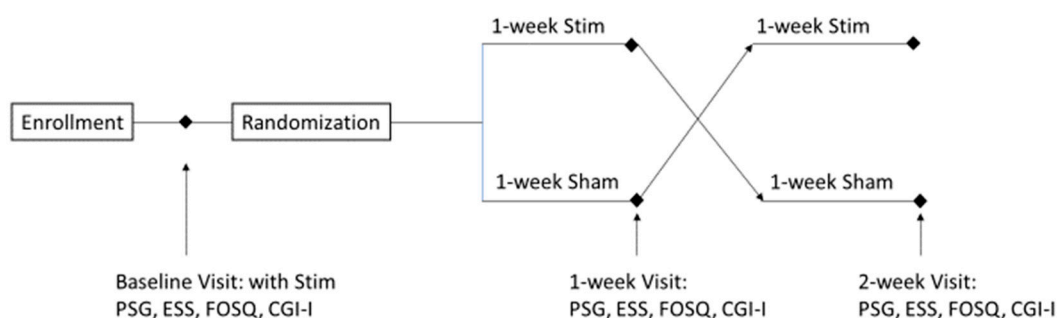 1-week Stim
1-week Stim
Enrollment
Randomization
1-week Sham
1-week Sham
Baseline Visit: with Stim
PSG, ESS, FOSQ, CGI-I
1-week Visit:
PSG, ESS, FOSQ, CGI-I
2-week Visit:
PSG, ESS, FOSQ, CGI-I